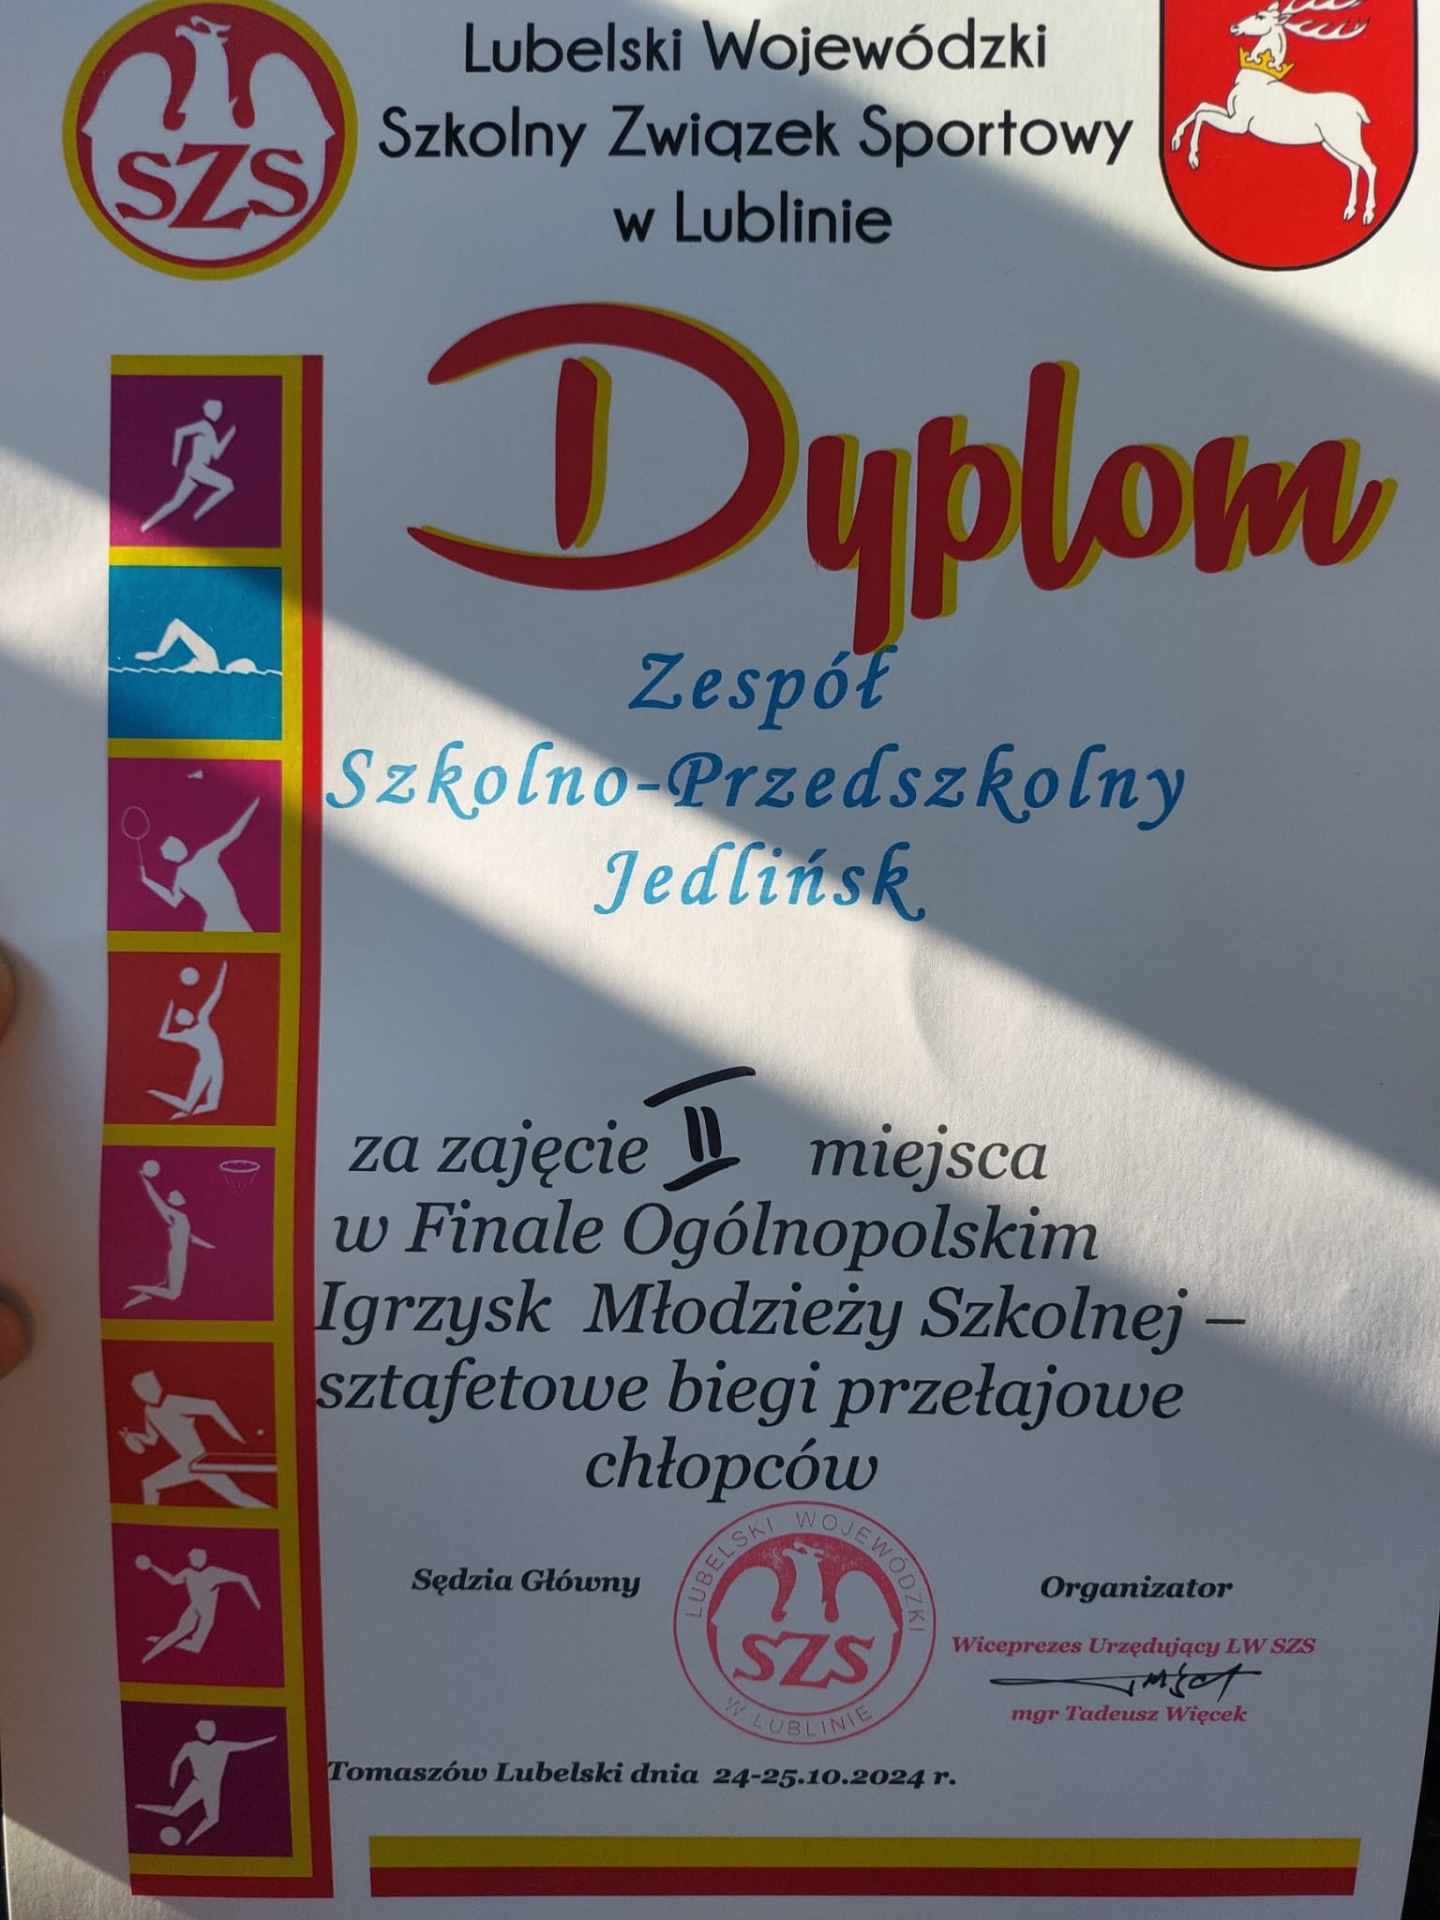 SZS
Lubelski Wojewódzki
Szkolny Związek Sportowy
w Lublinie
Dyplom
Zespół
Szkolno-Przedszkolny
Jedlińsk
za zajęcie II miejsca
w Finale Ogólnopolskim
Igrzysk Młodzieży Szkolnej –
sztafetowe biegi przełajowe
chłopców
Sędzia Główny
LUBELSKI WOJEWÓDZKI
SZS
W LUBLINIE
Organizator
Wiceprezes Urzędujący LW SZS
mgr Tadeusz Więcek
Tomaszów Lubelski dnia 24-25.10.2024 r.